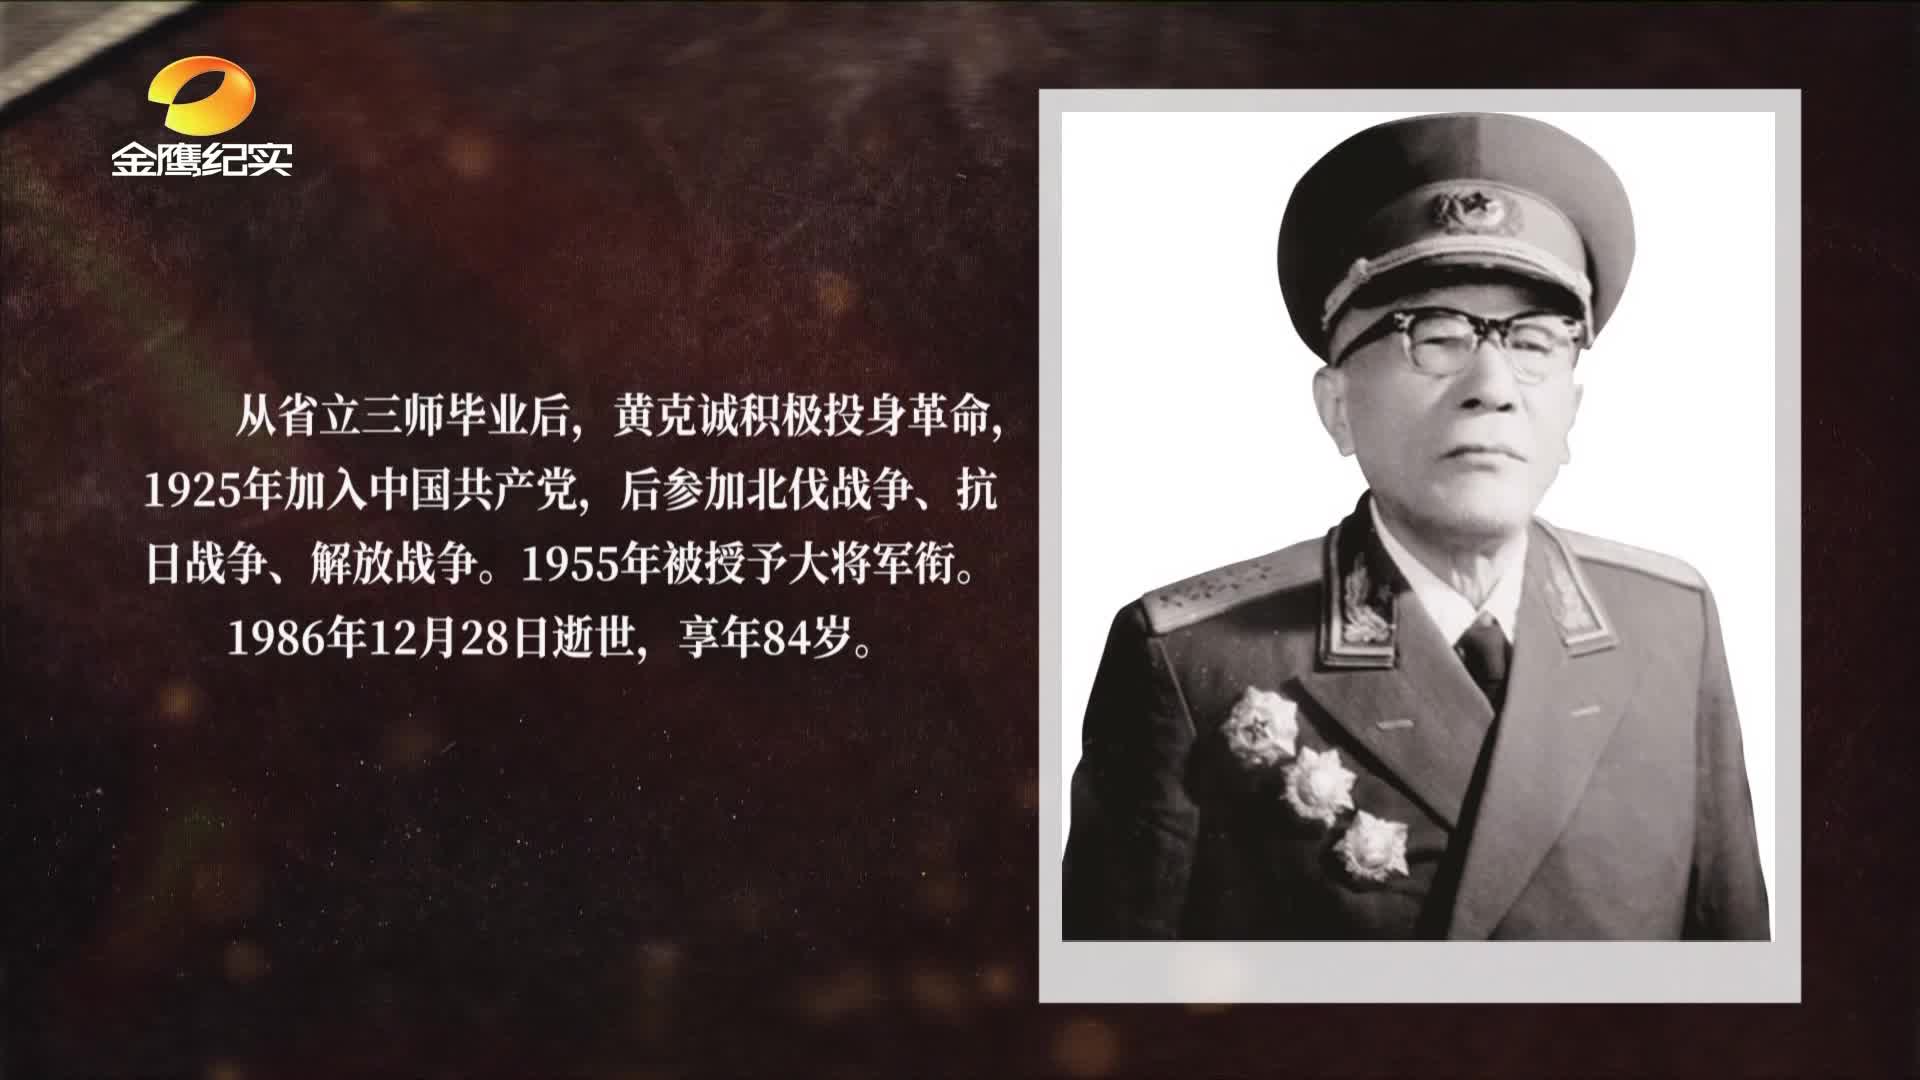 金鹰纪实
从省立三师毕业后，黄克诚积极投身革命，
1925年加入中国共产党，后参加北伐战争、抗
日战争、解放战争。1955年被授予大将军衔。
1986年12月28日逝世，享年84岁。